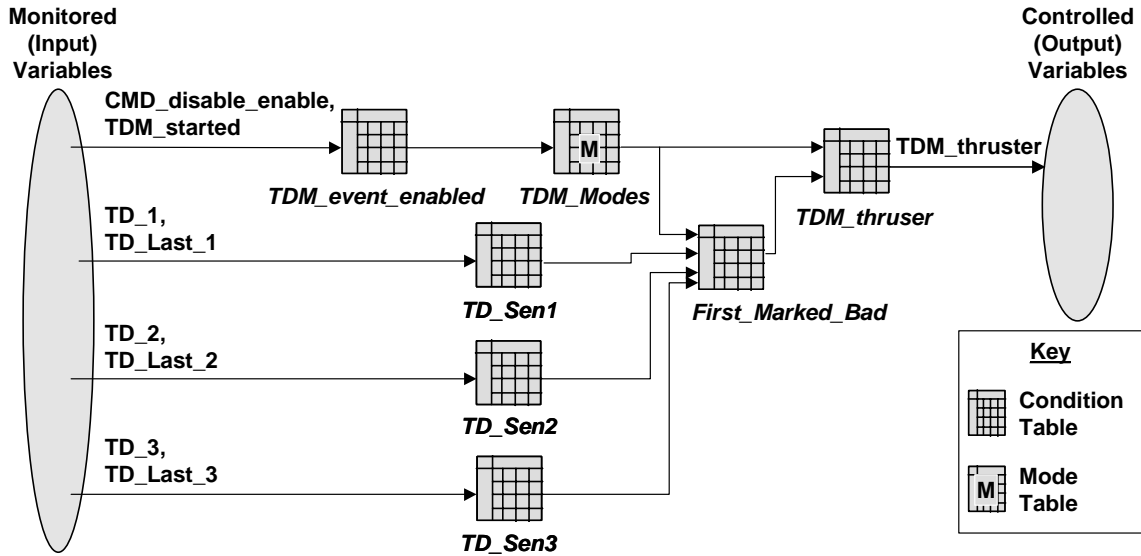 Monitored
(Input)
Variables
Controlled
(Output)
Variables
CMD_disable_enable,
TDM_started
TDM_event_enabled
M
TDM_Modes
TDM_thruster
TDM_thruser
TD_1,
TD_Last_1
TD_Sen1
First_Marked_Bad
TD_2,
TD_Last_2
TD_Sen2
TD_3,
TD_Last_3
TD_Sen3
Key
Condition
Table
M
Mode
Table